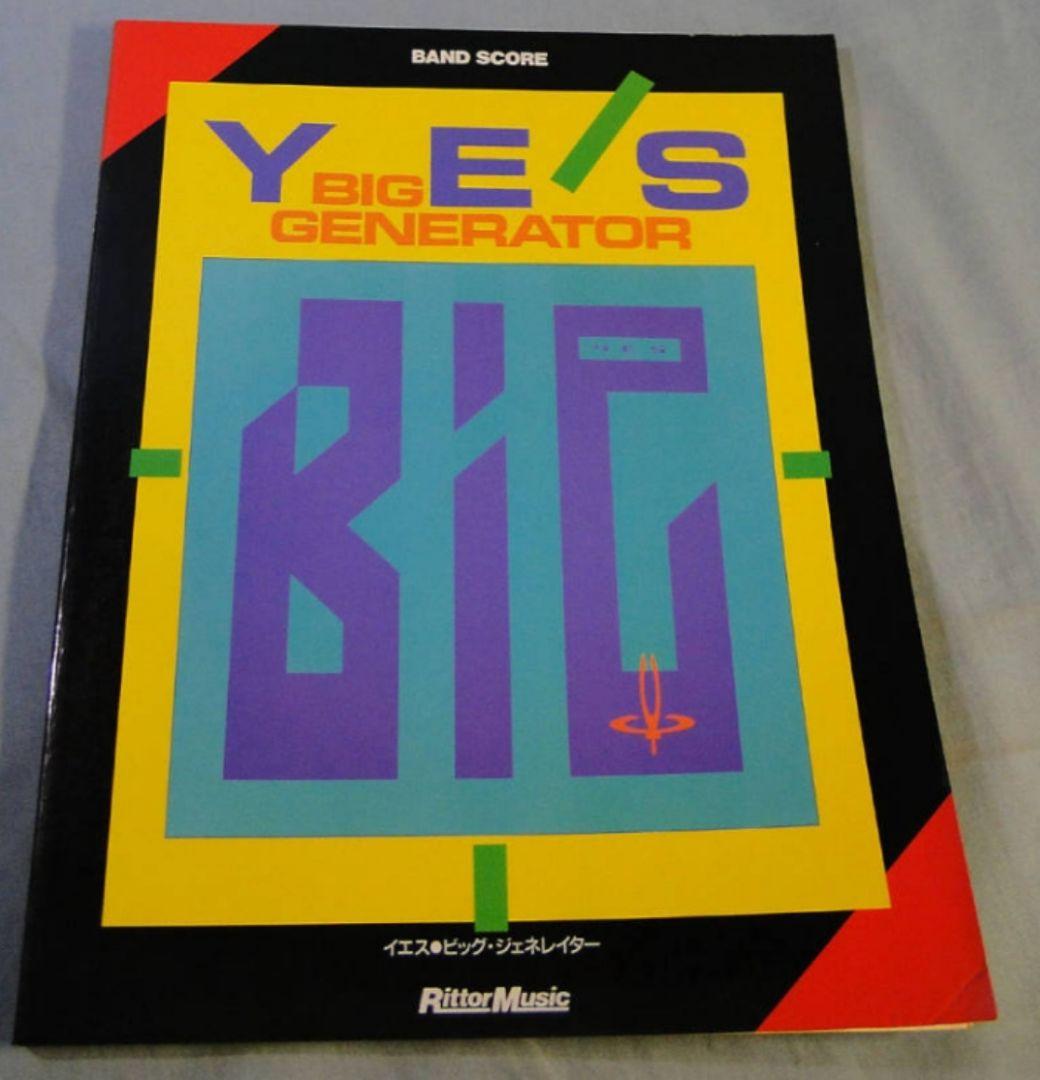 BAND SCORE
YES
BIG
GENERATOR
BIG
イエス●ビッグ・ジェネレイター
RittorMusic